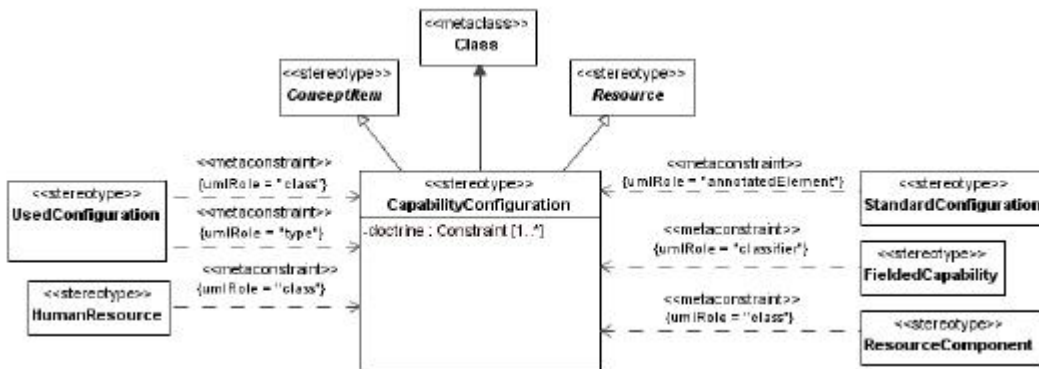 <<metaclass>>
Class
<<stereotype>>
ConceptItem
<<stereotype>>
Resource
<<metaconstraint>>
{umlRole = "class"}
<<stereotype>>
UsedConfiguration
<<metaconstraint>>
{umlRole = "type"}
<<metaconstraint>>
{umlRole = "class"}
<<stereotype>>
HumanResource
<<stereotype>>
CapabilityConfiguration
-doctrine : Constraint [1..*]
<<metaconstraint>>
{umlRole = "annotatedElement"}
<<stereotype>>
StandardConfiguration
<<metaconstraint>>
{umlRole = "classifier"}
<<stereotype>>
FieldedCapability
<<metaconstraint>>
{umlRole = "class"}
<<stereotype>>
ResourceComponent